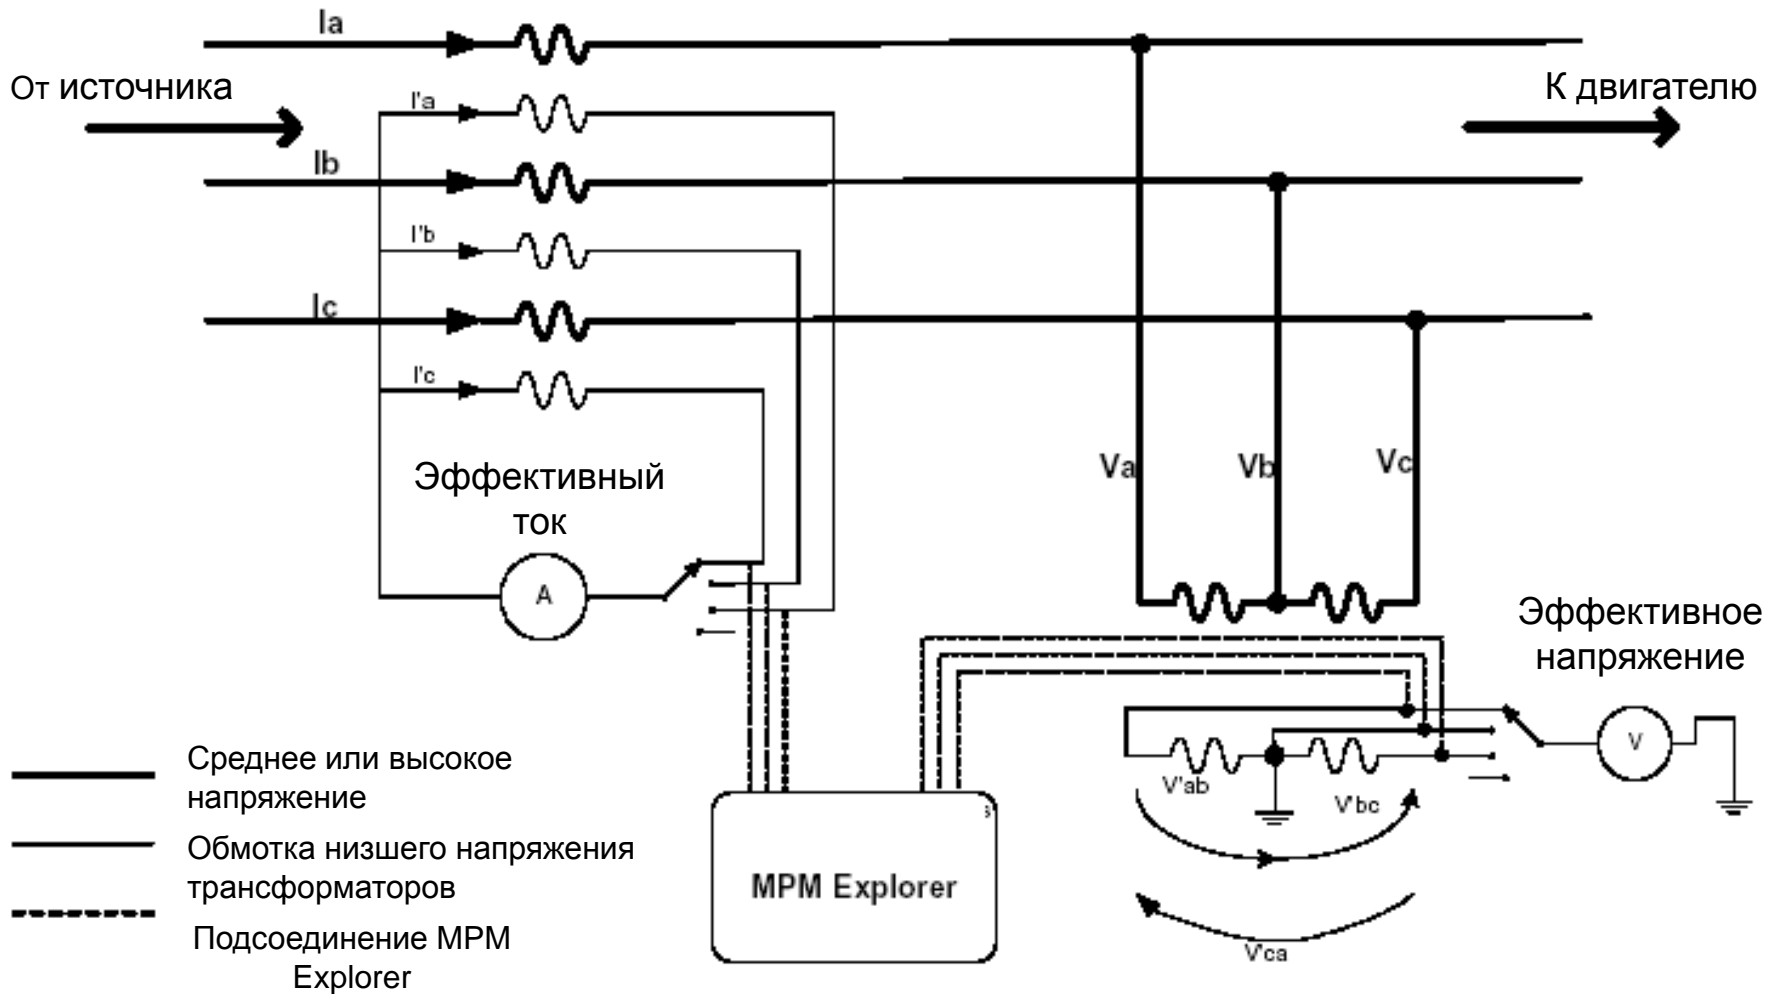 Ia
От источника
К двигателю
I'a
Ib
I'b
Ic
I'c
Эффективный
ток
Va
Vb
Vc
A
Эффективное
напряжение
V
V'ab
V'bc
Среднее или высокое
напряжение
Обмотка низшего напряжения
трансформаторов
MPM Explorer
Подсоединение MPM
Explorer
V'ca